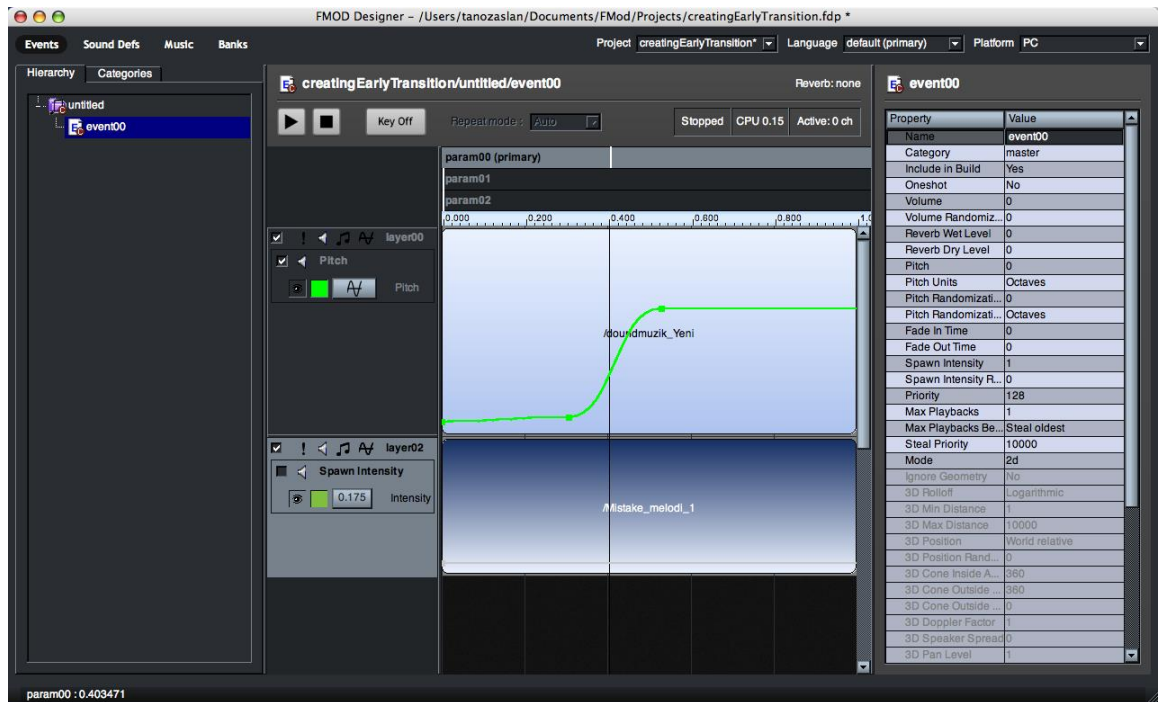 FMOD Designer – /Users/tanozaslan/Documents/FMod/Projects/creatingEarlyTransition.fdp *
Events Sound Defs Music Banks
Project creatingEarlyTransition* Language default (primary) Platform PC
Hierarchy Categories
untitled
event00
creatingEarlyTransition/untitled/event00 Reverb: none
Key Off Repeat mode : Auto Stopped CPU 0.15 Active: 0 ch
param00 (primary)
param01
param02
0.000 0.200 0.400 0.600 0.800 1.0
layer00
Pitch
Pitch
/doundmuzik_Yeni
layer02
Spawn Intensity
0.175 Intensity
/Mistake_melodi_1
event00
Property Value
Name event00
Category master
Include in Build Yes
Oneshot No
Volume 0
Volume Randomiz... 0
Reverb Wet Level 0
Reverb Dry Level 0
Pitch 0
Pitch Units Octaves
Pitch Randomizati... 0
Pitch Randomizati... Octaves
Fade In Time 0
Fade Out Time 0
Spawn Intensity 1
Spawn Intensity R... 0
Priority 128
Max Playbacks 1
Max Playbacks Be... Steal oldest
Steal Priority 10000
Mode 2d
Ignore Geometry No
3D Rolloff Logarithmic
3D Min Distance 1
3D Max Distance 10000
3D Position World relative
3D Position Rand... 0
3D Cone Inside A... 360
3D Cone Outside ... 360
3D Cone Outside ... 0
3D Doppler Factor 1
3D Speaker Spread 0
3D Pan Level 1
param00 : 0.403471